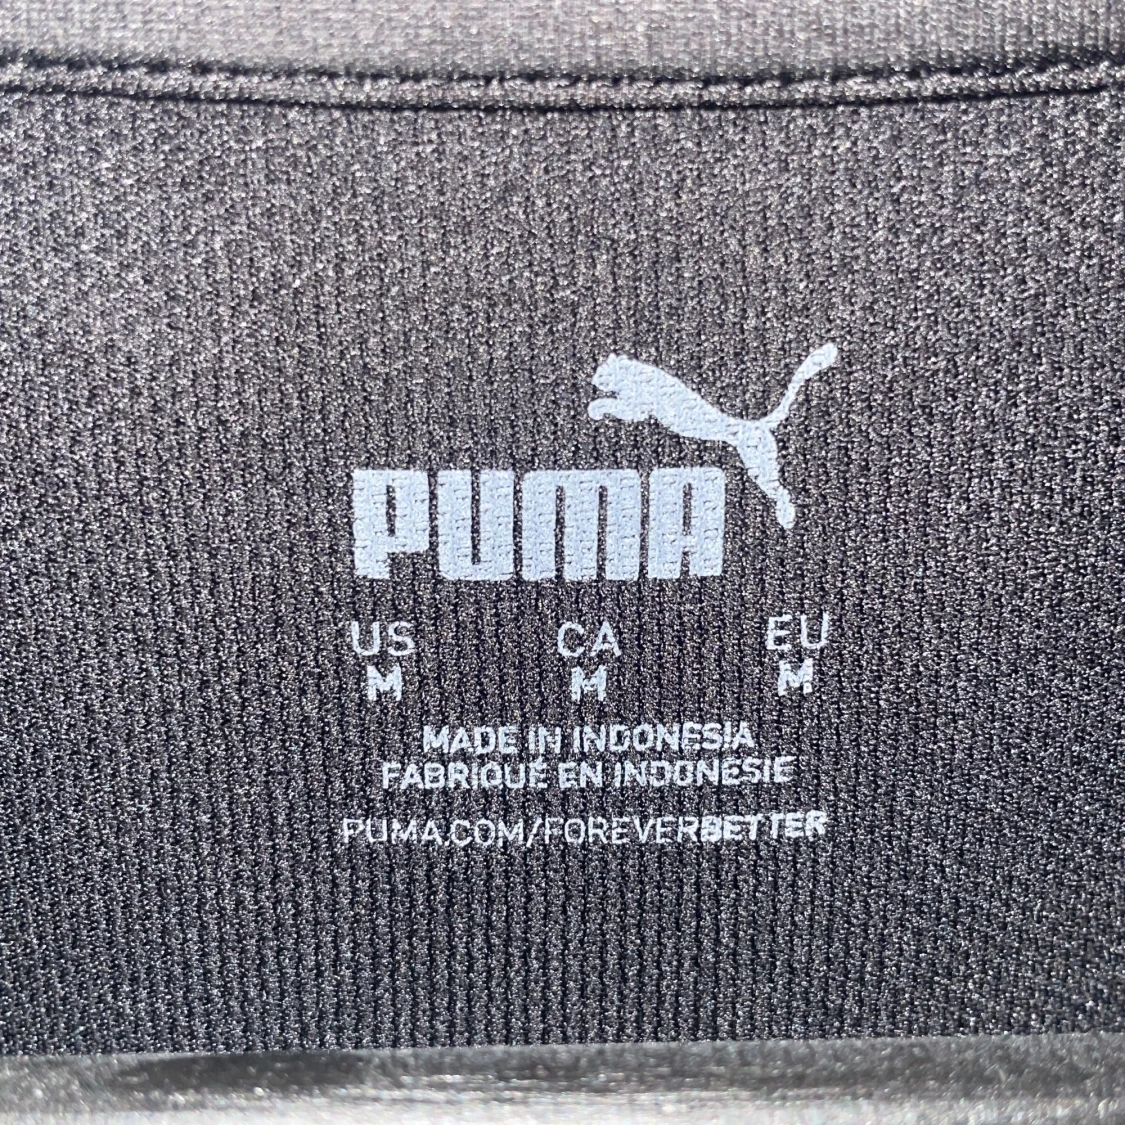 PUMA
US CA EU
M M M
MADE IN INDONESIA
FABRIQUÉ EN INDONÉSIE
PUMA.COM/FOREVERBETTER